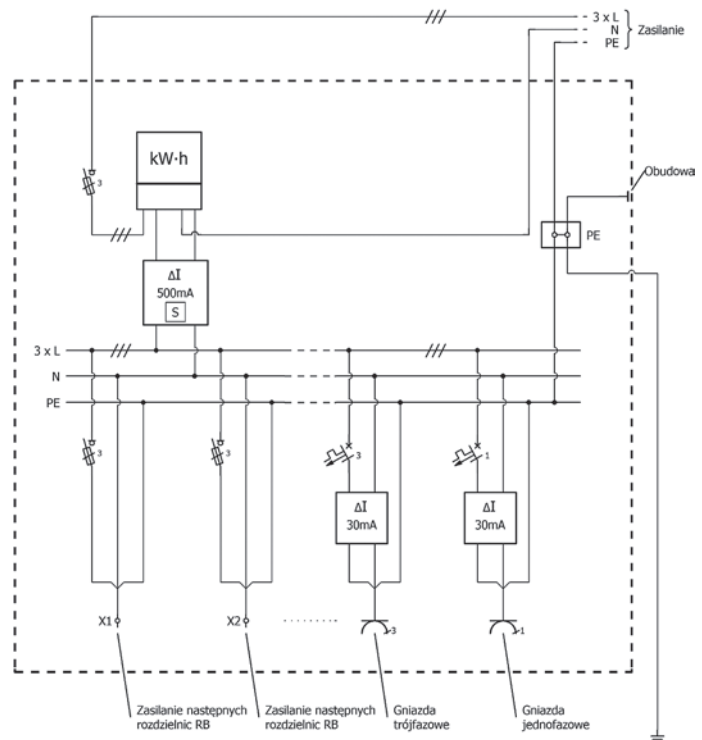 3 x L
N
PE
Zasilanie
kW·h
3
Obudowa
PE
ΔI
500mA
S
3 x L
N
PE
3
3
3
1
ΔI
30mA
ΔI
30mA
X1
X2
3
1
Zasilanie następnych
rozdzielnic RB
Zasilanie następnych
rozdzielnic RB
Gniazda
trójfazowe
Gniazda
jednofazowe